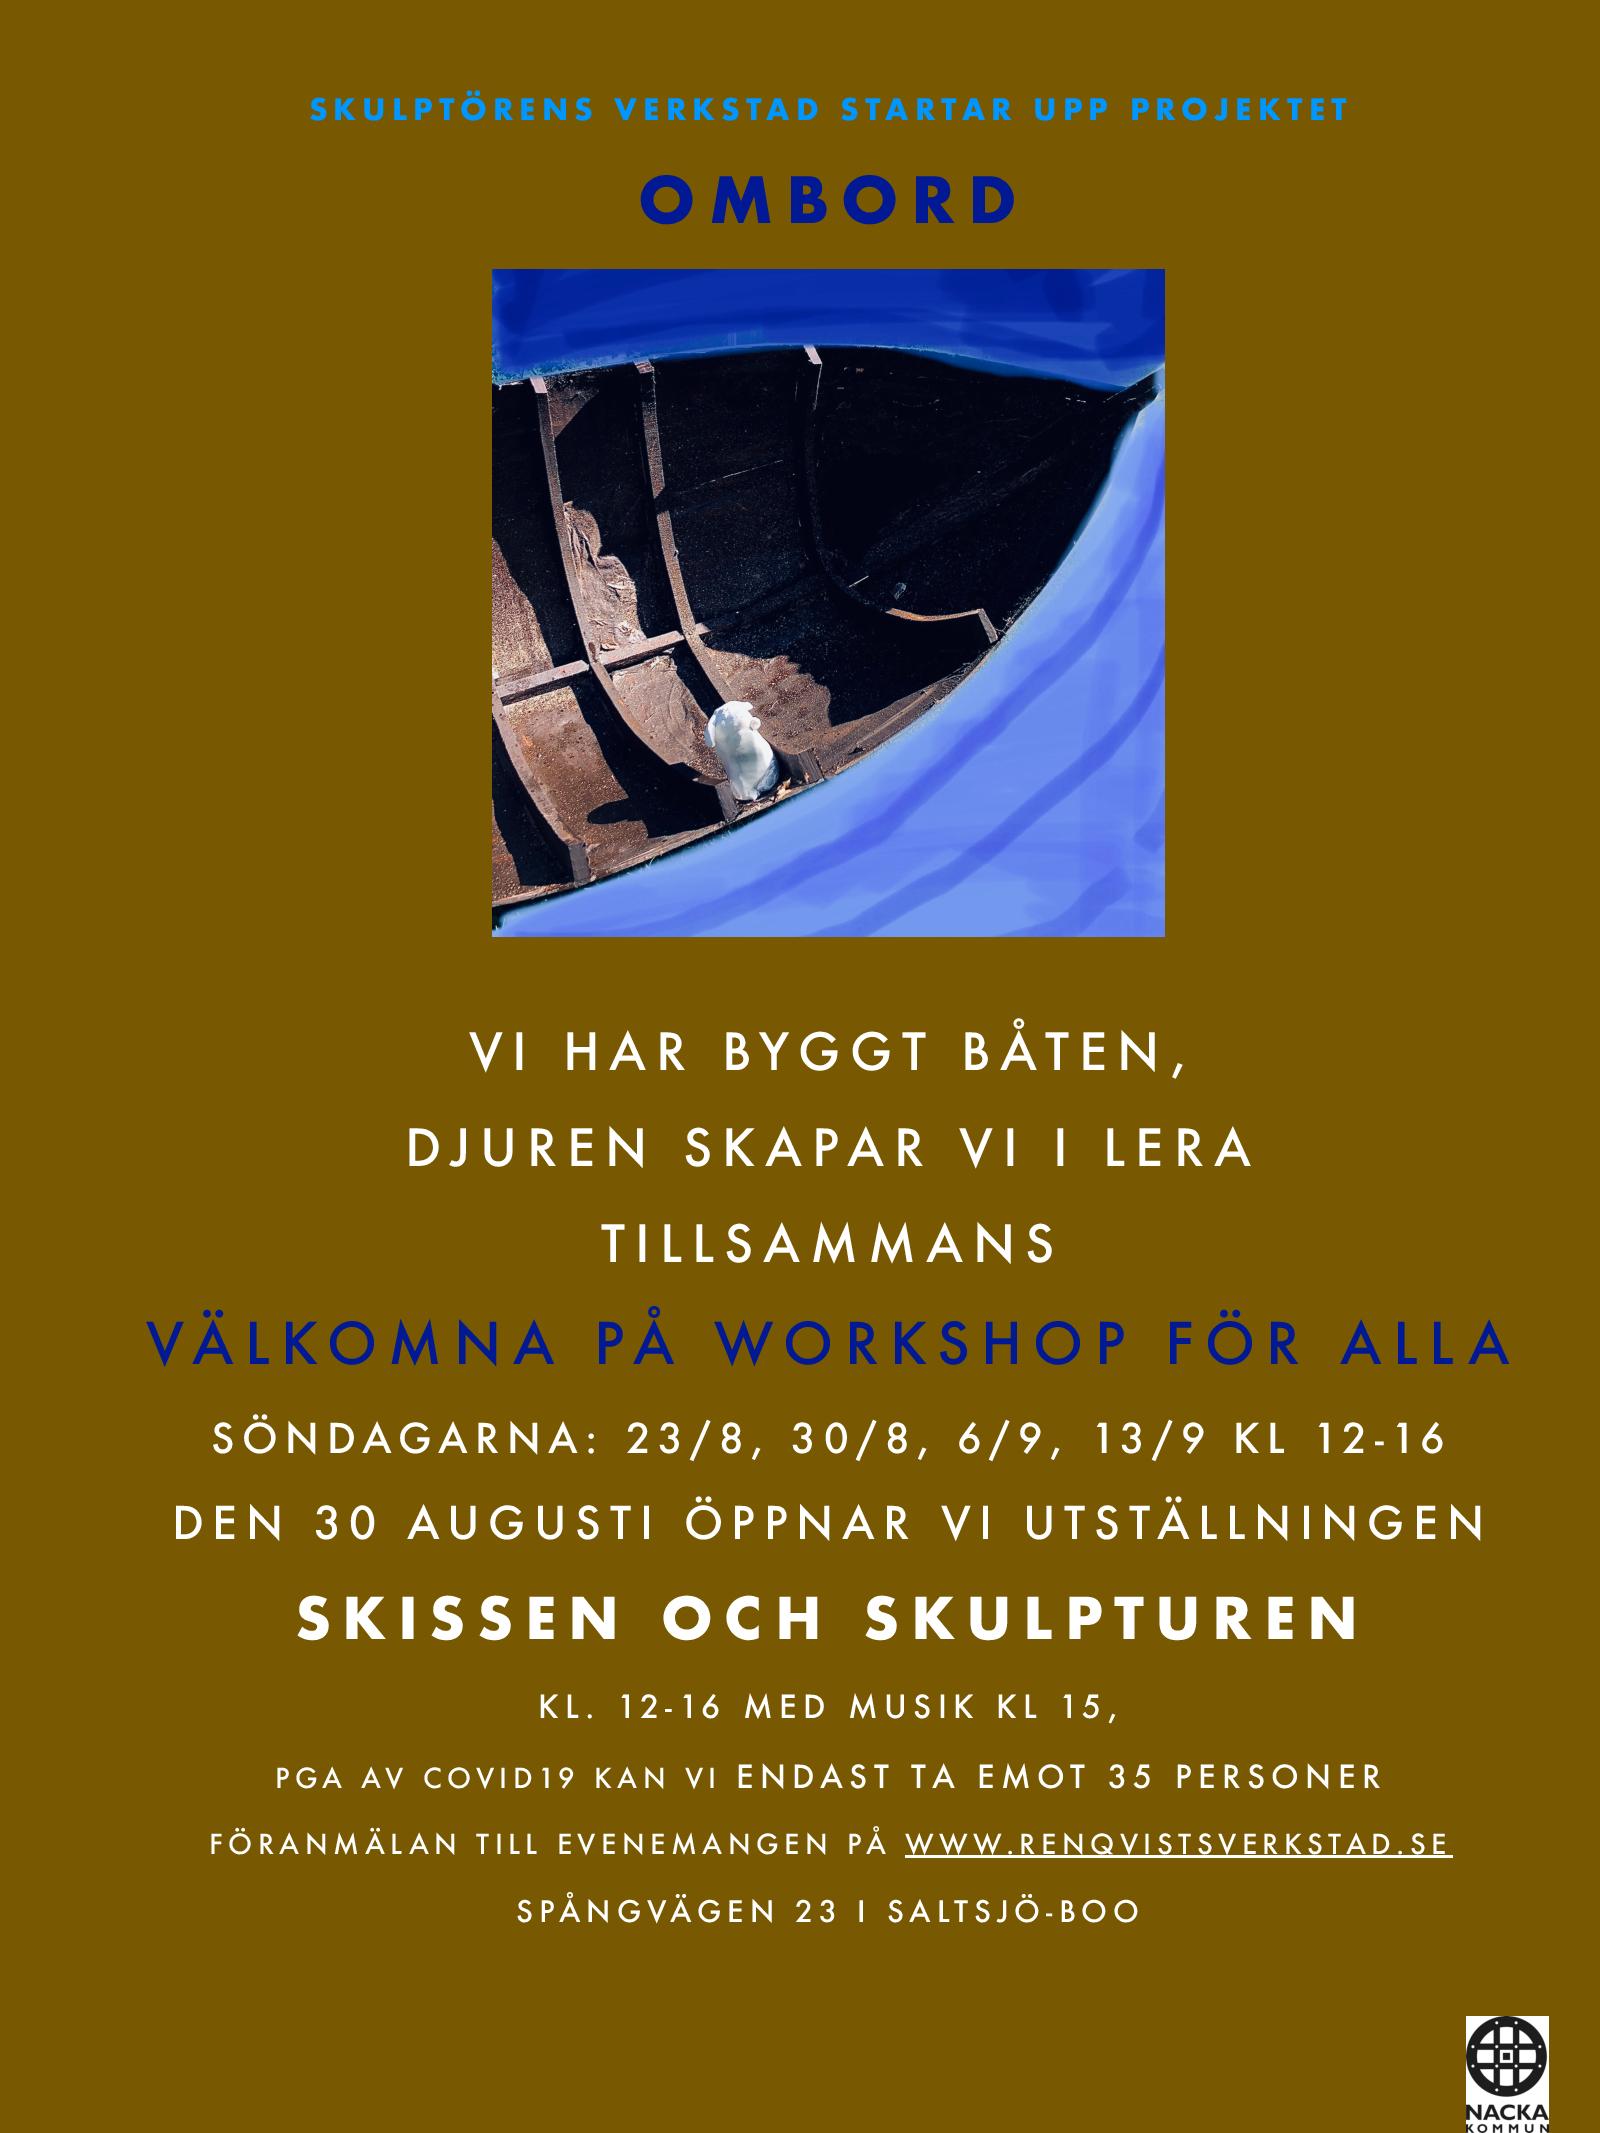 SKULPTÖRENS VERKSTAD STARTAR UPP PROJEKTET
OMBORD
VI HAR BYGGT BÅTEN,
DJUREN SKAPAR VI I LERA
TILLSAMMANS
VÄLKOMNA PÅ WORKSHOP FÖR ALLA
SÖNDAGARNA: 23/8, 30/8, 6/9, 13/9 KL 12-16
DEN 30 AUGUSTI ÖPPNAR VI UTSTÄLLNINGEN
SKISSEN OCH SKULPTUREN
KL. 12-16 MED MUSIK KL 15,
PGA AV COVID19 KAN VI ENDAST TA EMOT 35 PERSONER
FÖRANMÄLAN TILL EVENEMANGEN PÅ WWW.RENQVISTSVERKSTAD.SE
SPÅNGVÄGEN 23 I SALTSJÖ-BOO
NACKA
KOMMUN